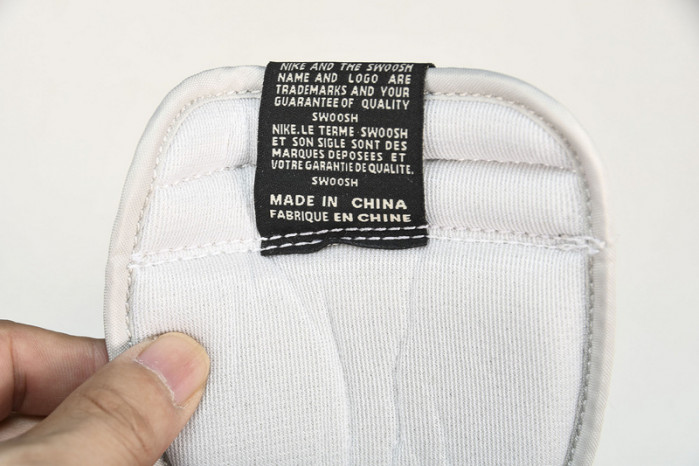 NIKE AND THE SWOOSH
NAME AND LOGO ARE
TRADEMARKS AND YOUR
GUARANTEE OF QUALITY
SWOOSH
NIKE.LE TERME SWOOSH
ET SON SIGLE SONT DES
MARQUES DEPOSEES ET
VOTRE GARANTIE DE QUALITE.
SWOOSH
MADE IN CHINA
FABRIQUE EN CHINE